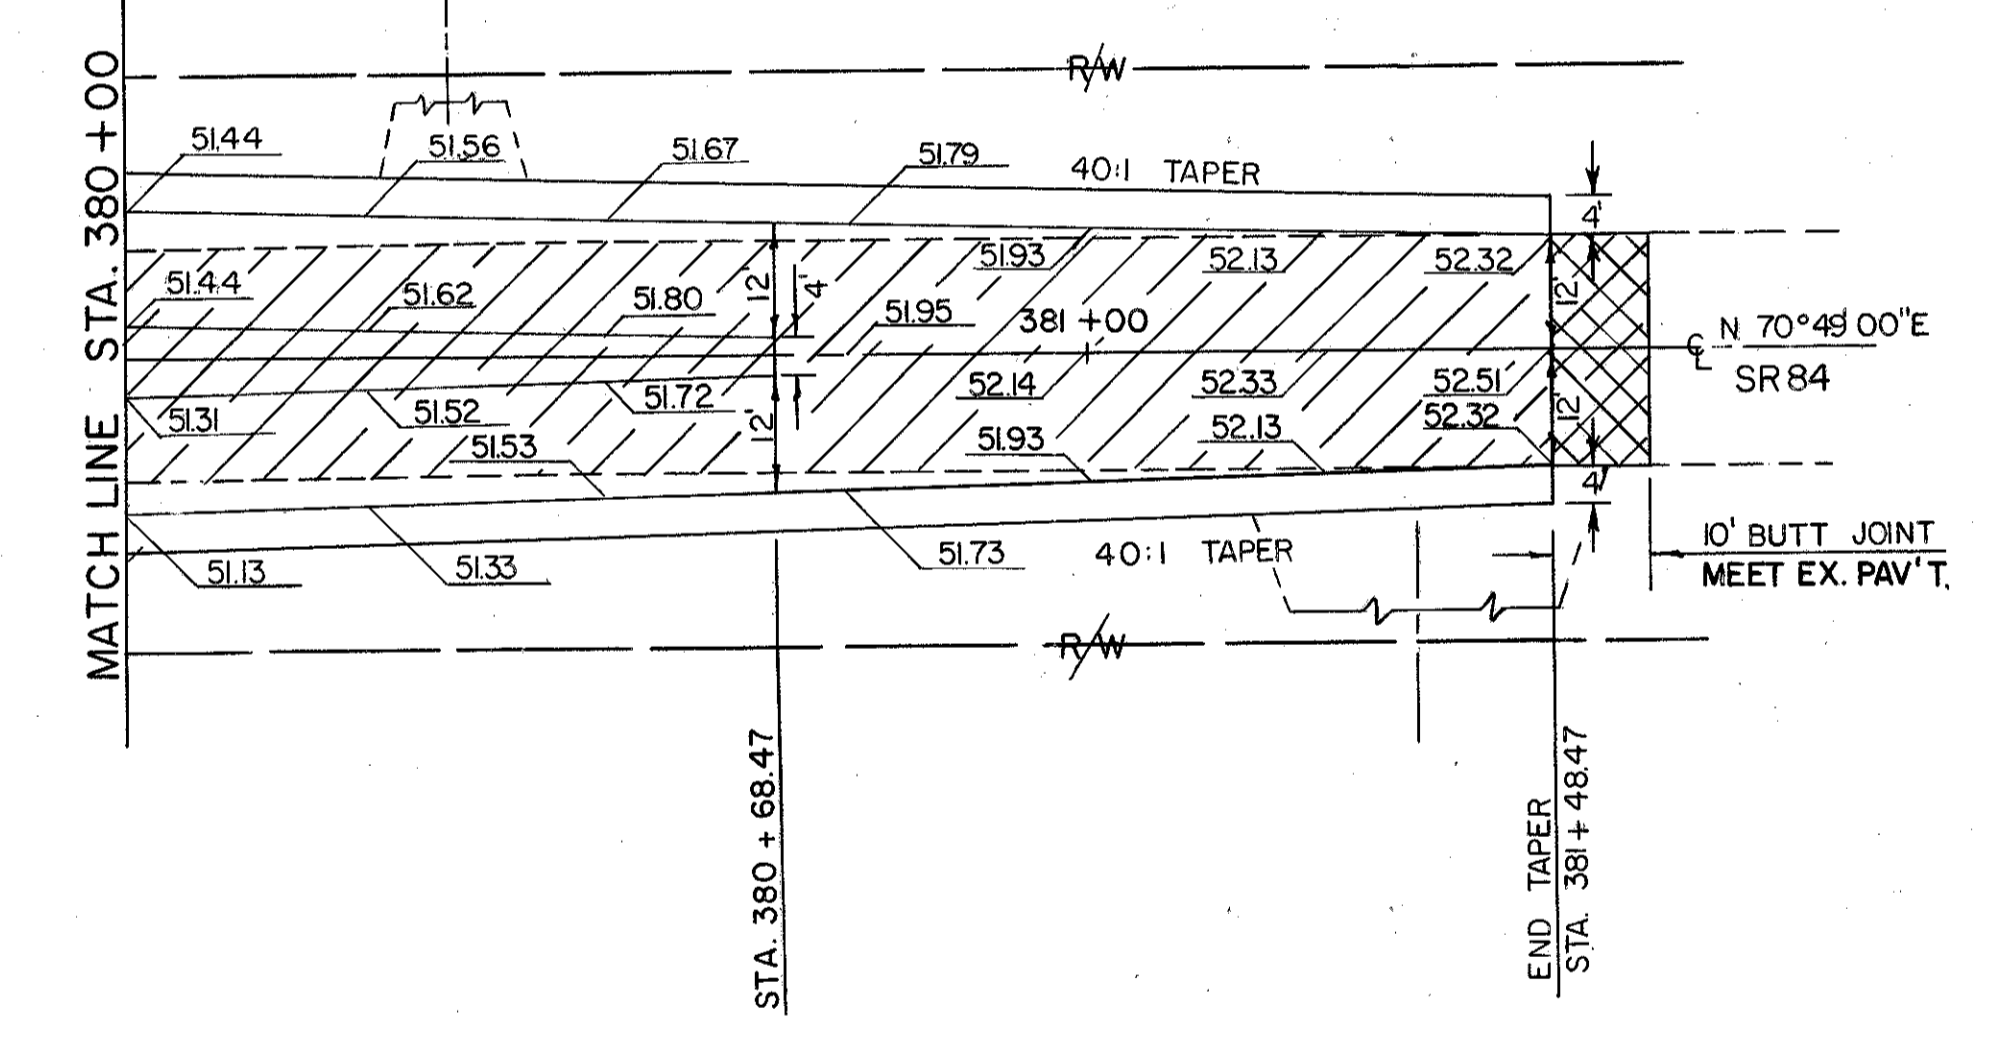 MATCH LINE STA. 380+00
R/W
51.44
51.56
51.67
51.79
40:1 TAPER
4'
51.44
51.62
51.80
12'
4'
51.93
52.13
52.32
12'
51.95
381+00
℄ N 70°49'00"E
SR 84
51.31
51.52
51.72
12'
52.14
52.33
52.51
52.32
12'
51.53
51.93
52.13
4'
51.13
51.33
51.73
40:1 TAPER
10' BUTT JOINT
MEET EX. PAV'T.
R/W
STA. 380+68.47
END TAPER
STA. 381+48.47